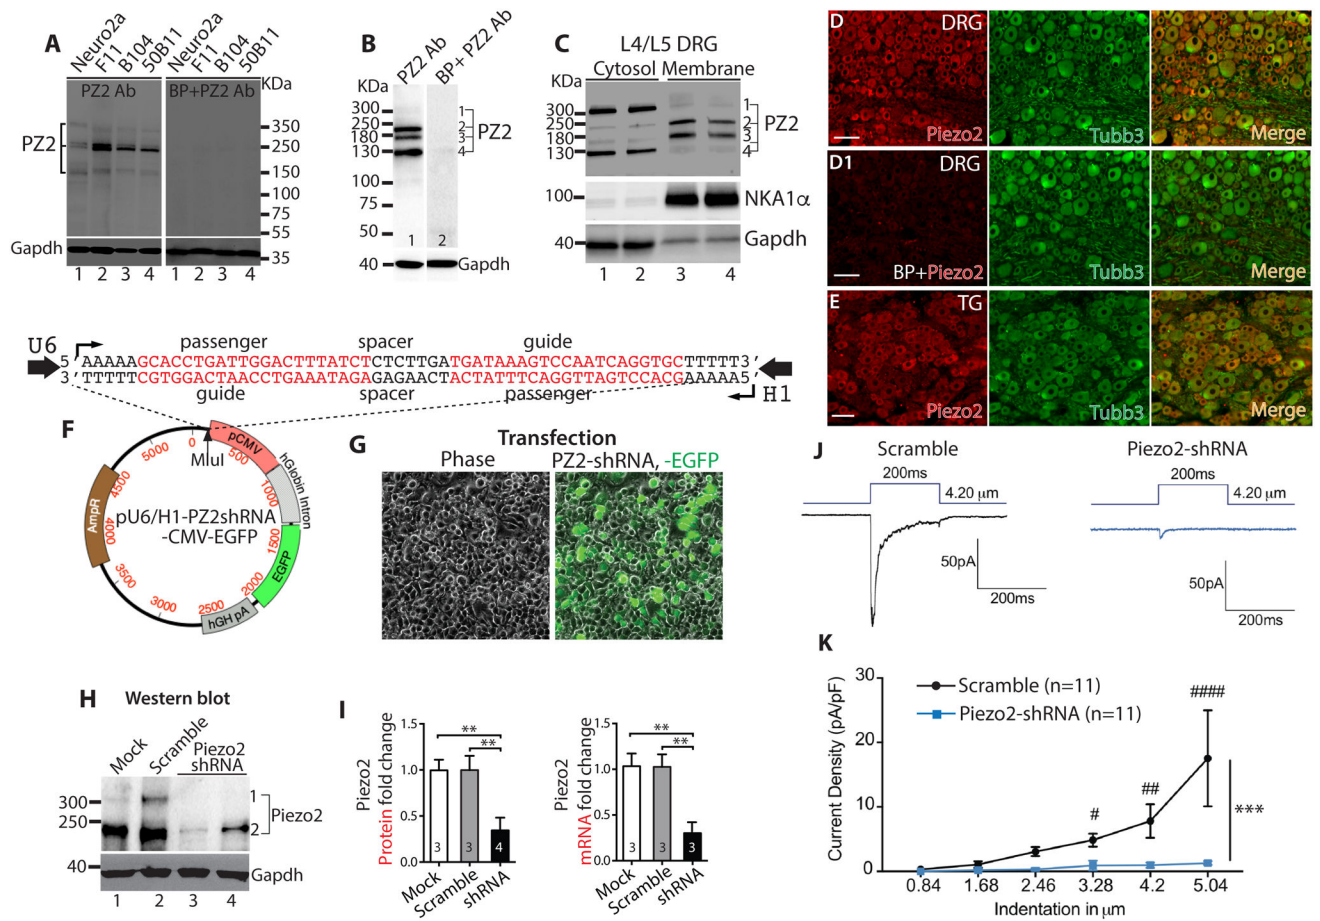 A
Neuro2a
F11
B104
50B11
Neuro2a
F11
B104
50B11
KDa
PZ2 Ab
BP+PZ2 Ab
PZ2
350
250
150
100
75
55
35
Gapdh
1 2 3 4 1 2 3 4
B
PZ2 Ab
BP+ PZ2 Ab
KDa
300
250
180
130
100
75
50
40
1
2
3
4
PZ2
1 2
Gapdh
C
L4/L5 DRG
Cytosol Membrane
KDa
300
250
180
130
100
40
1
2
3
4
PZ2
NKA1α
Gapdh
1 2 3 4
D DRG
Piezo2 Tubb3 Merge
D1 DRG
BP+Piezo2 Tubb3 Merge
E TG
Piezo2 Tubb3 Merge
U6
passenger spacer guide
5′ AAAAAGCACCTGATTGGACTTTATCTCTCTTGATGATAAAGTCCAATCAGGTGCTTTTT3′
3′ TTTTTCGTGGACTAACCTGAAATAGAGAGAACTACTATTTCAGGTTAGTCCACGAAAAA5′
guide spacer passenger
H1
F
MluI
0
500
1000
1500
2000
2500
3000
3500
4000
4500
5000
pCMV
hGlobin Intron
EGFP
hGH pA
AmpR
pU6/H1-PZ2shRNA
-CMV-EGFP
G
Transfection
Phase PZ2-shRNA, -EGFP
H Western blot
Mock
Scramble
Piezo2
shRNA
300
250
40
1
2
Piezo2
Gapdh
1 2 3 4
I
Piezo2
Protein fold change
1.5
1.0
0.5
0.0
**
**
3 3 4
Mock
Scramble
shRNA
Piezo2
mRNA fold change
1.5
1.0
0.5
0.0
**
**
3 3 3
Mock
Scramble
shRNA
J
Scramble
200ms
4.20 µm
50pA
200ms
Piezo2-shRNA
200ms
4.20 µm
50pA
200ms
K
Current Density (pA/pF)
30
20
10
0
Scramble (n=11)
Piezo2-shRNA (n=11)
#
##
####
***
0.84 1.68 2.46 3.28 4.2 5.04
Indentation in µm